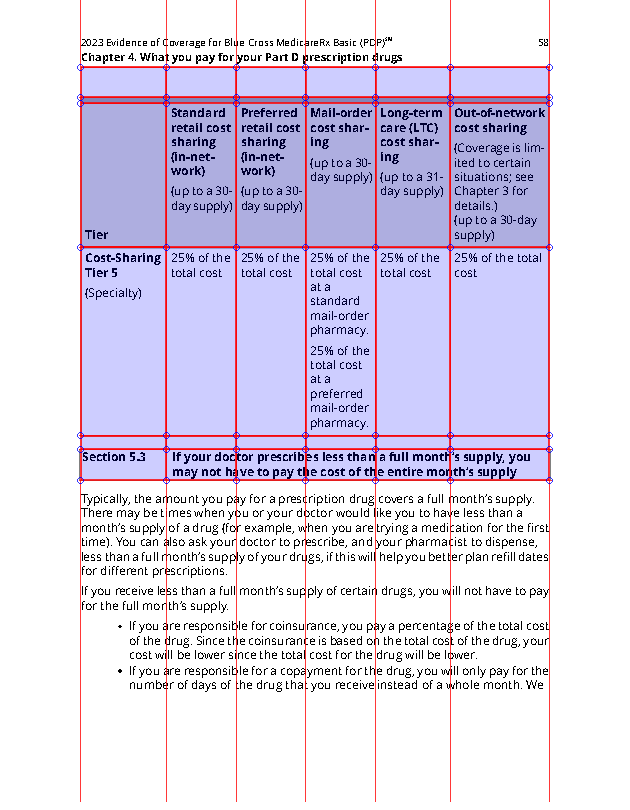 2023 Evidence of Coverage for Blue Cross MedicareRx Basic (PDP)℠ 58
Chapter 4. What you pay for your Part D prescription drugs
Tier
Standard
retail cost
sharing
(in-net-
work)
(up to a 30-
day supply)
Preferred
retail cost
sharing
(in-net-
work)
(up to a 30-
day supply)
Mail-order
cost shar-
ing
(up to a 30-
day supply)
Long-term
care (LTC)
cost shar-
ing
(up to a 31-
day supply)
Out-of-network
cost sharing
(Coverage is lim-
ited to certain
situations; see
Chapter 3 for
details.)
(up to a 30-day
supply)
Cost-Sharing
Tier 5
(Specialty)
25% of the
total cost
25% of the
total cost
25% of the
total cost
at a
standard
mail-order
pharmacy.
25% of the
total cost
at a
preferred
mail-order
pharmacy.
25% of the
total cost
25% of the total
cost
Section 5.3 If your doctor prescribes less than a full month's supply, you
may not have to pay the cost of the entire month's supply
Typically, the amount you pay for a prescription drug covers a full month's supply.
There may be times when you or your doctor would like you to have less than a
month's supply of a drug (for example, when you are trying a medication for the first
time). You can also ask your doctor to prescribe, and your pharmacist to dispense,
less than a full month's supply of your drugs, if this will help you better plan refill dates
for different prescriptions.
If you receive less than a full month's supply of certain drugs, you will not have to pay
for the full month's supply.
• If you are responsible for coinsurance, you pay a percentage of the total cost
of the drug. Since the coinsurance is based on the total cost of the drug, your
cost will be lower since the total cost for the drug will be lower.
• If you are responsible for a copayment for the drug, you will only pay for the
number of days of the drug that you receive instead of a whole month. We